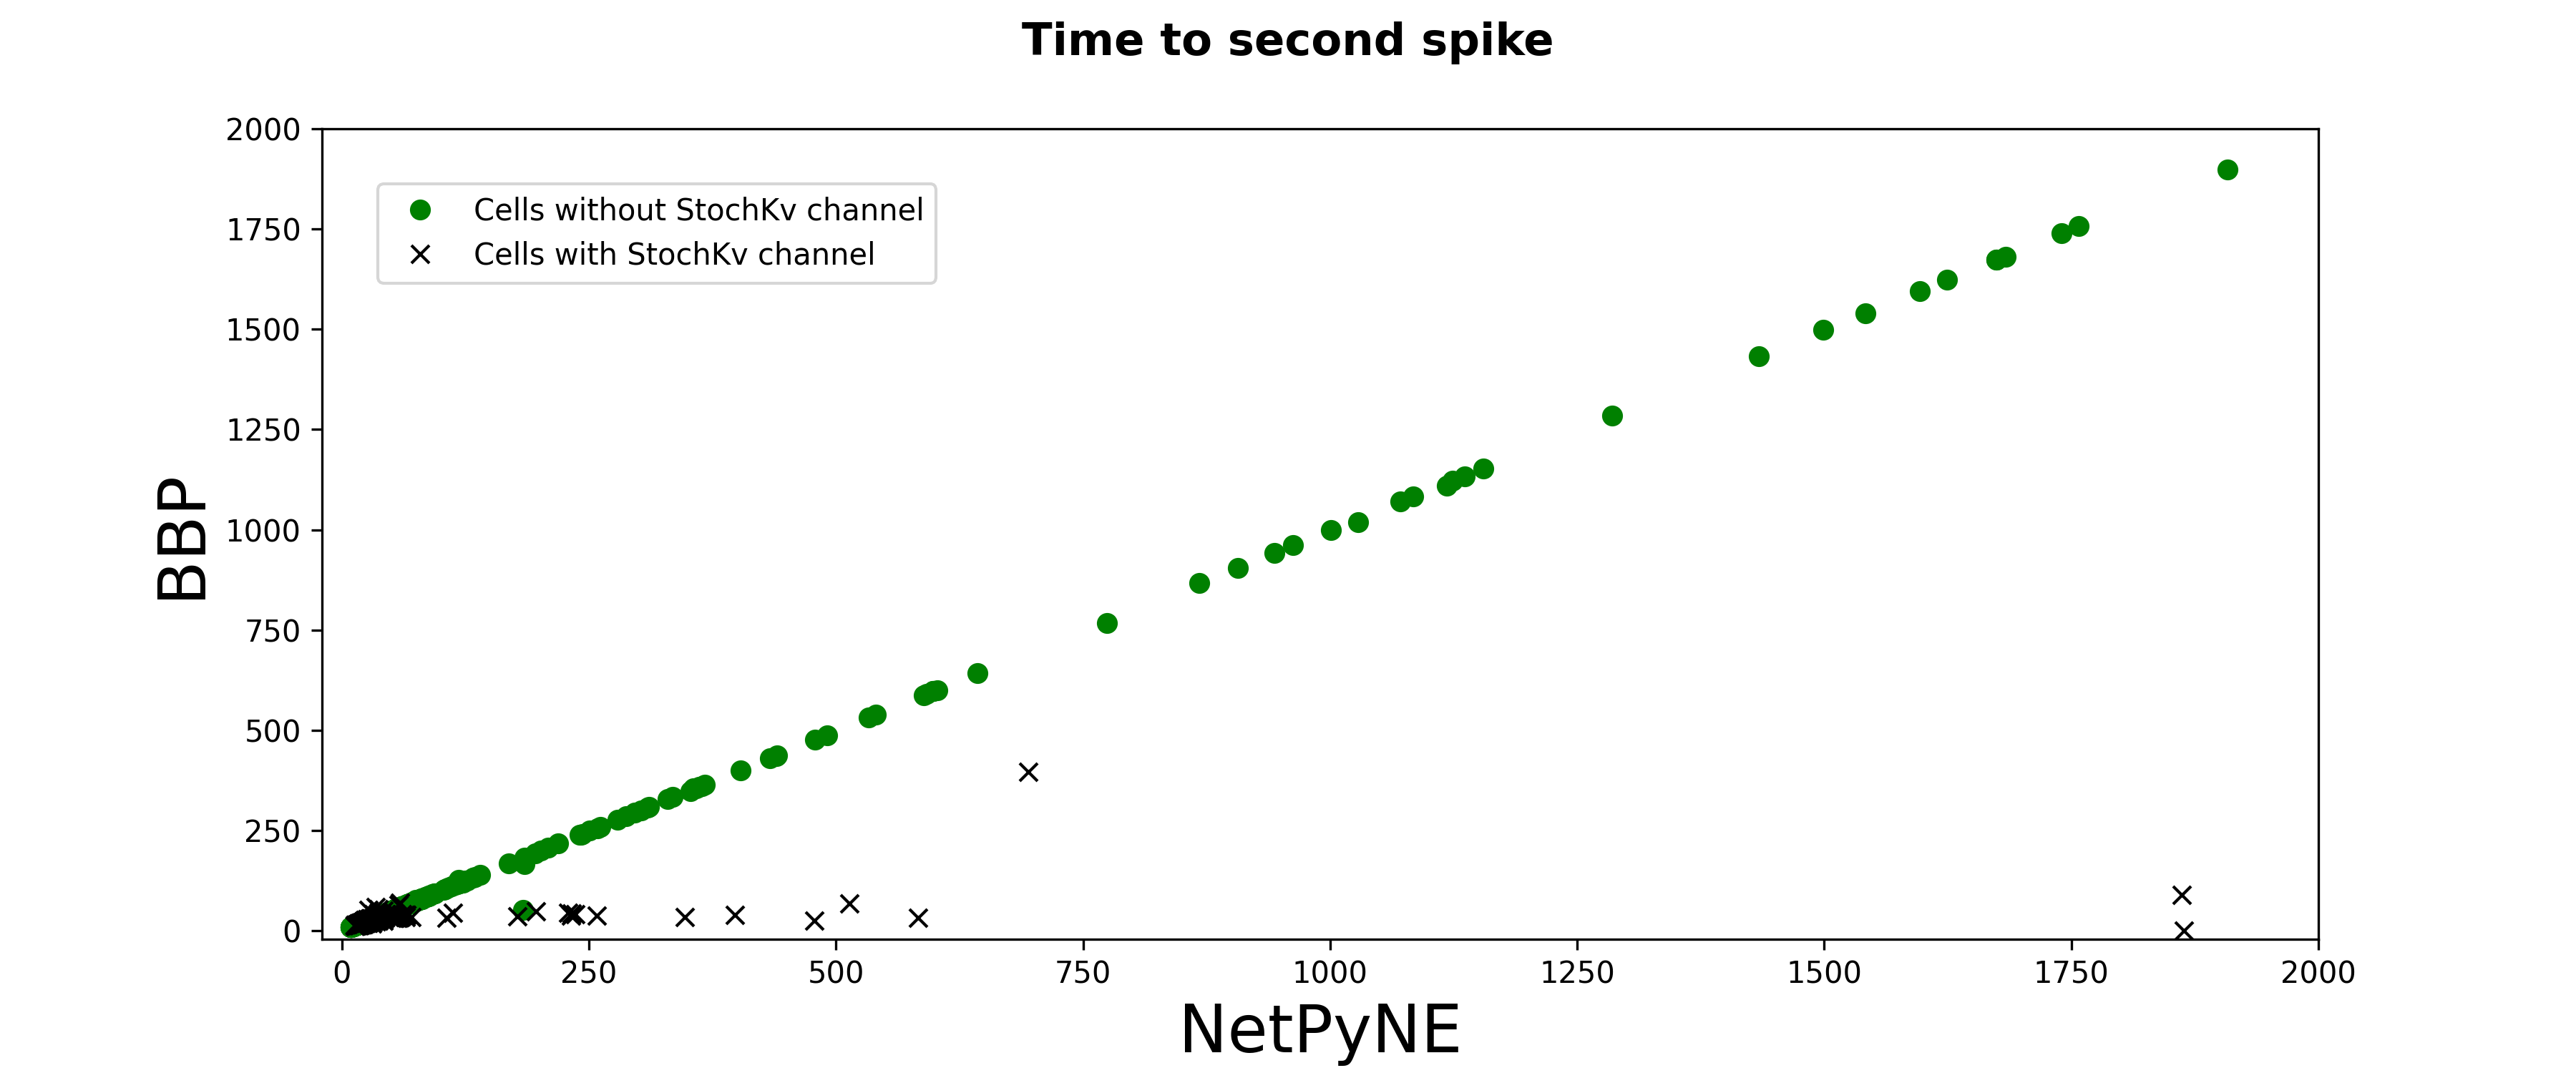 Time to second spike
2000
1750
1500
1250
1000
750
500
250
0
BBP
Cells without StochKv channel
Cells with StochKv channel
0 250 500 750 1000 1250 1500 1750 2000
NetPyNE